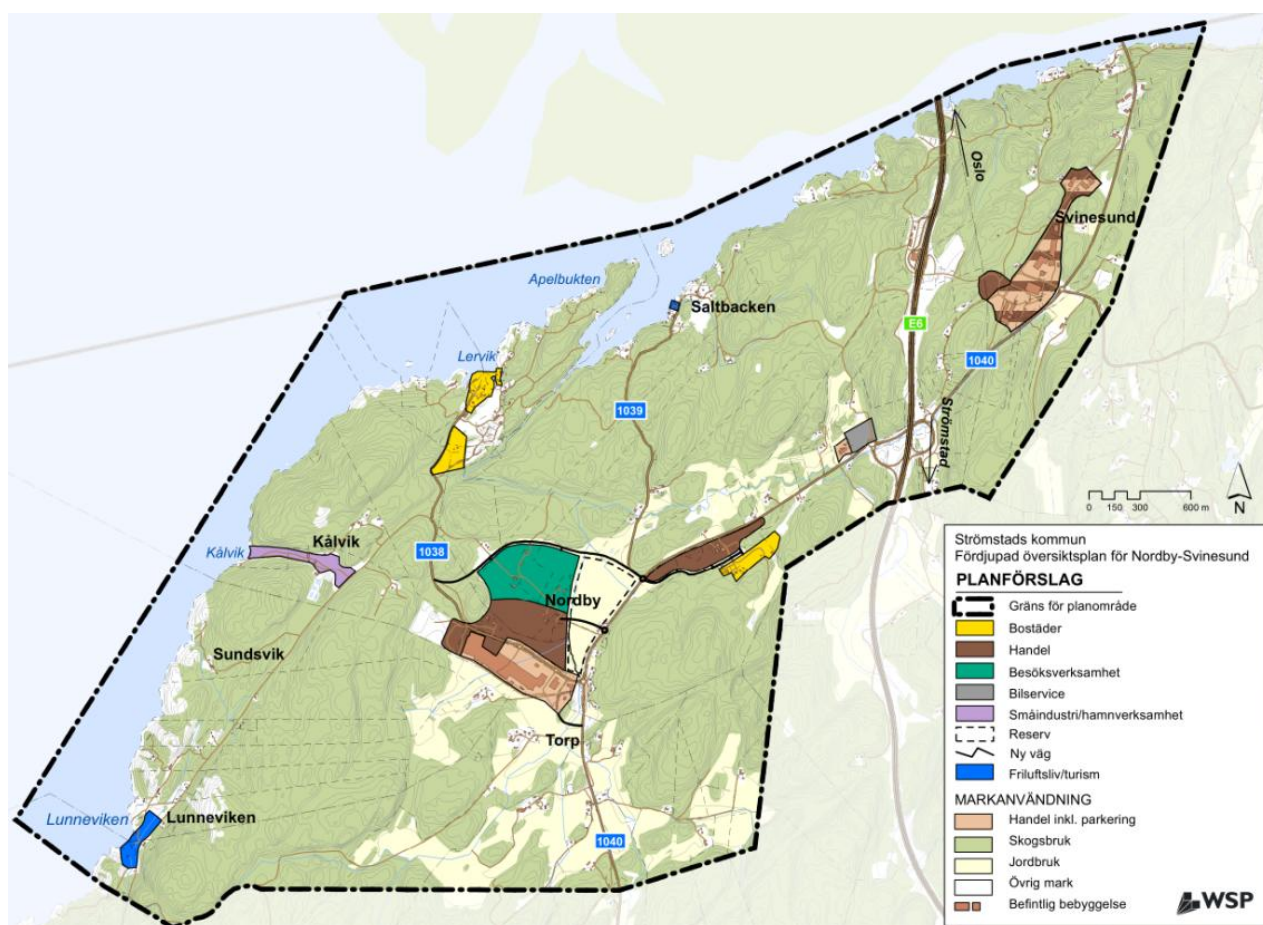 Oslo
Svinesund
Apelbukten
Saltbacken
E6
Lervik
1040
1039
Strömstad
0 150 300 600 m
N
Kålvik
Kålvik
1038
Nordby
Sundsvik
Torp
Lunneviken
Lunneviken
1040
Strömstads kommun
Fördjupad översiktsplan för Nordby-Svinesund
PLANFÖRSLAG
Gräns för planområde
Bostäder
Handel
Besöksverksamhet
Bilservice
Småindustri/hamnverksamhet
Reserv
Ny väg
Friluftsliv/turism
MARKANVÄNDNING
Handel inkl. parkering
Skogsbruk
Jordbruk
Övrig mark
Befintlig bebyggelse
WSP